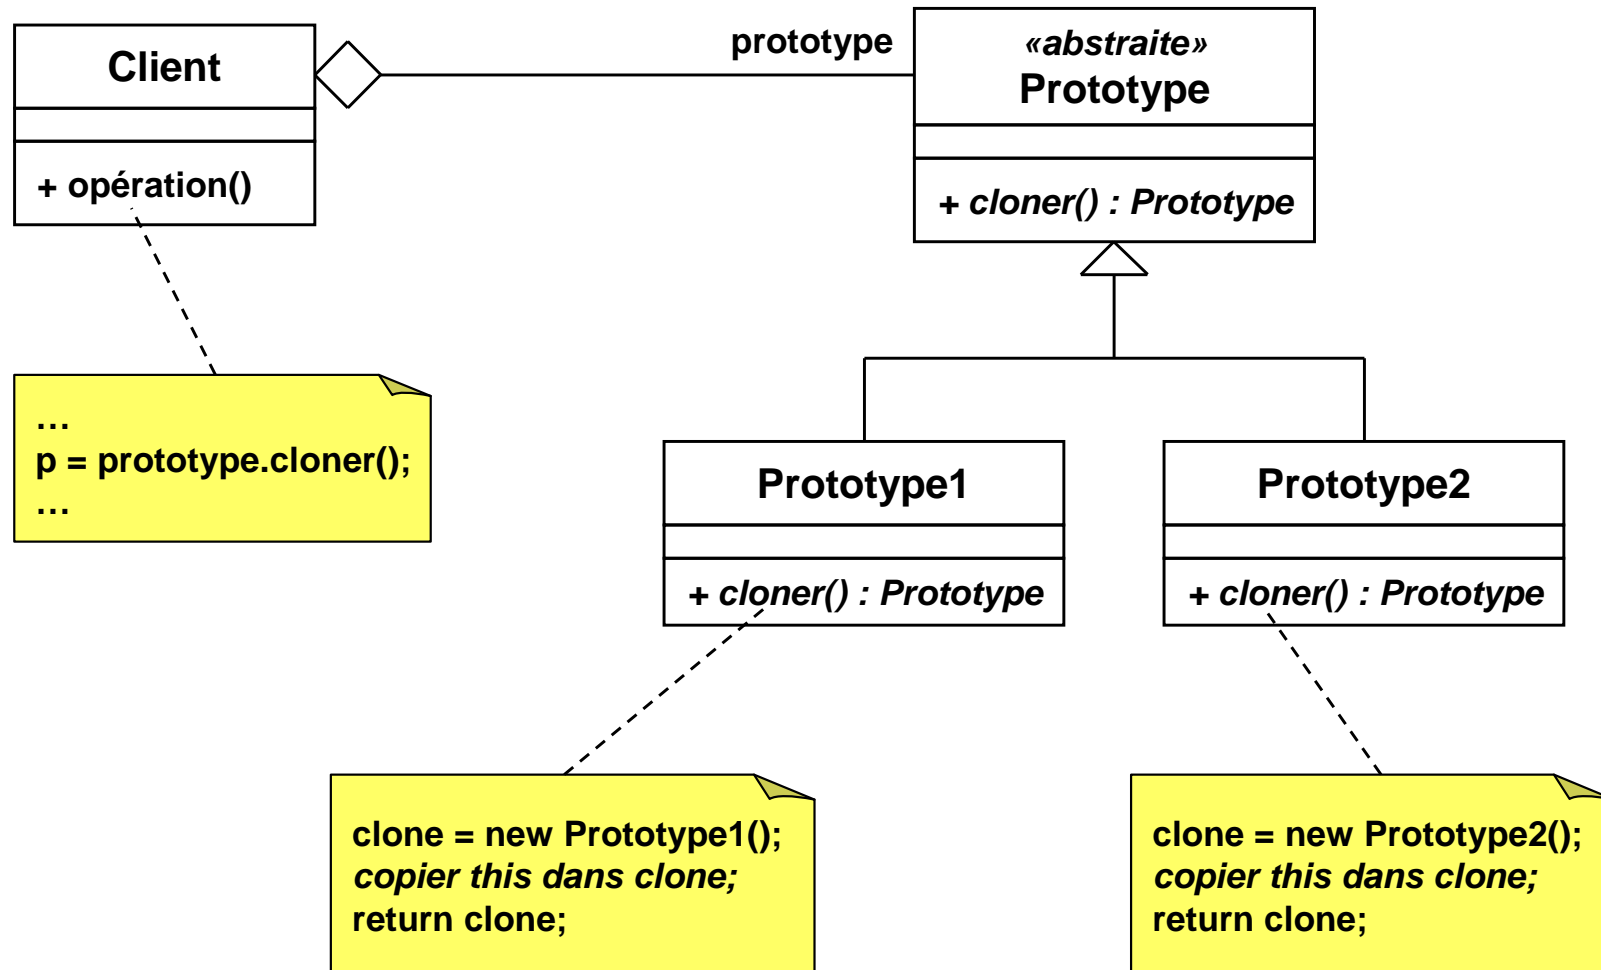 Client
+ opération()
prototype
«abstraite»
Prototype
+ cloner() : Prototype
…
p = prototype.cloner();
…
Prototype1
+ cloner() : Prototype
Prototype2
+ cloner() : Prototype
clone = new Prototype1();
copier this dans clone;
return clone;
clone = new Prototype2();
copier this dans clone;
return clone;